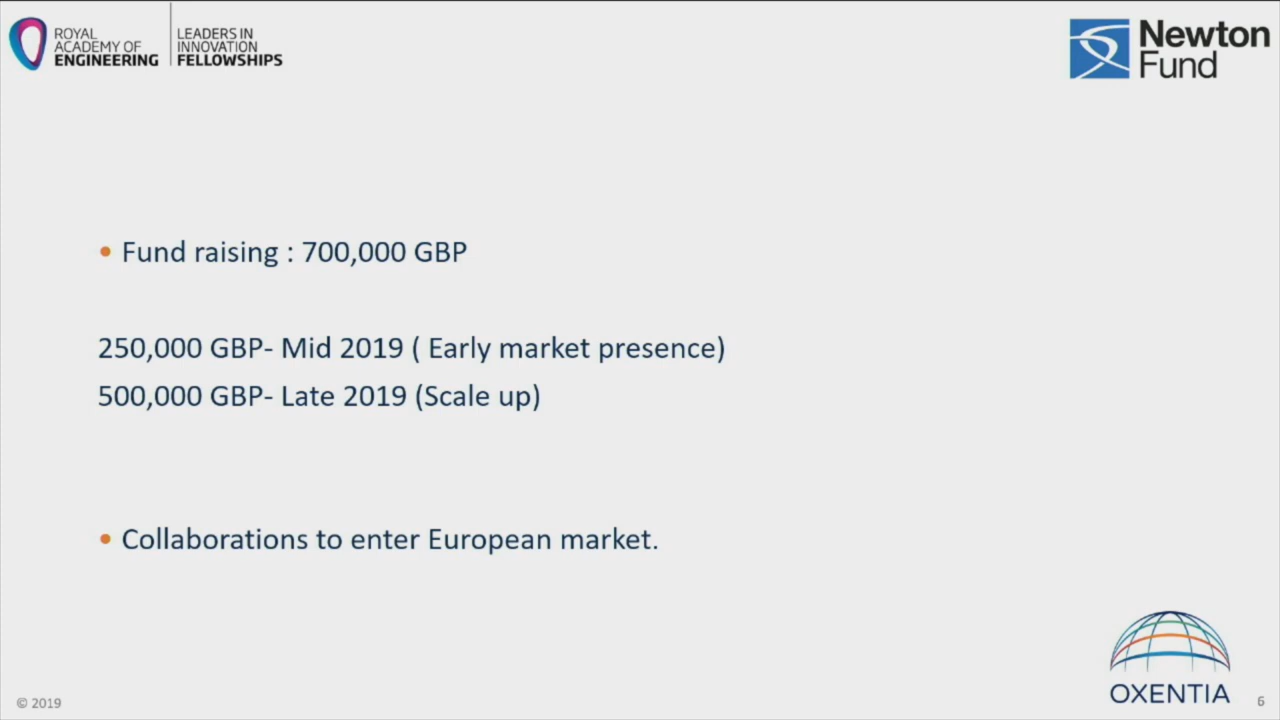 ROYAL
ACADEMY OF
ENGINEERING
LEADERS IN
INNOVATION
FELLOWSHIPS
Newton
Fund
• Fund raising : 700,000 GBP
250,000 GBP- Mid 2019 ( Early market presence)
500,000 GBP- Late 2019 (Scale up)
• Collaborations to enter European market.
OXENTIA
© 2019
6